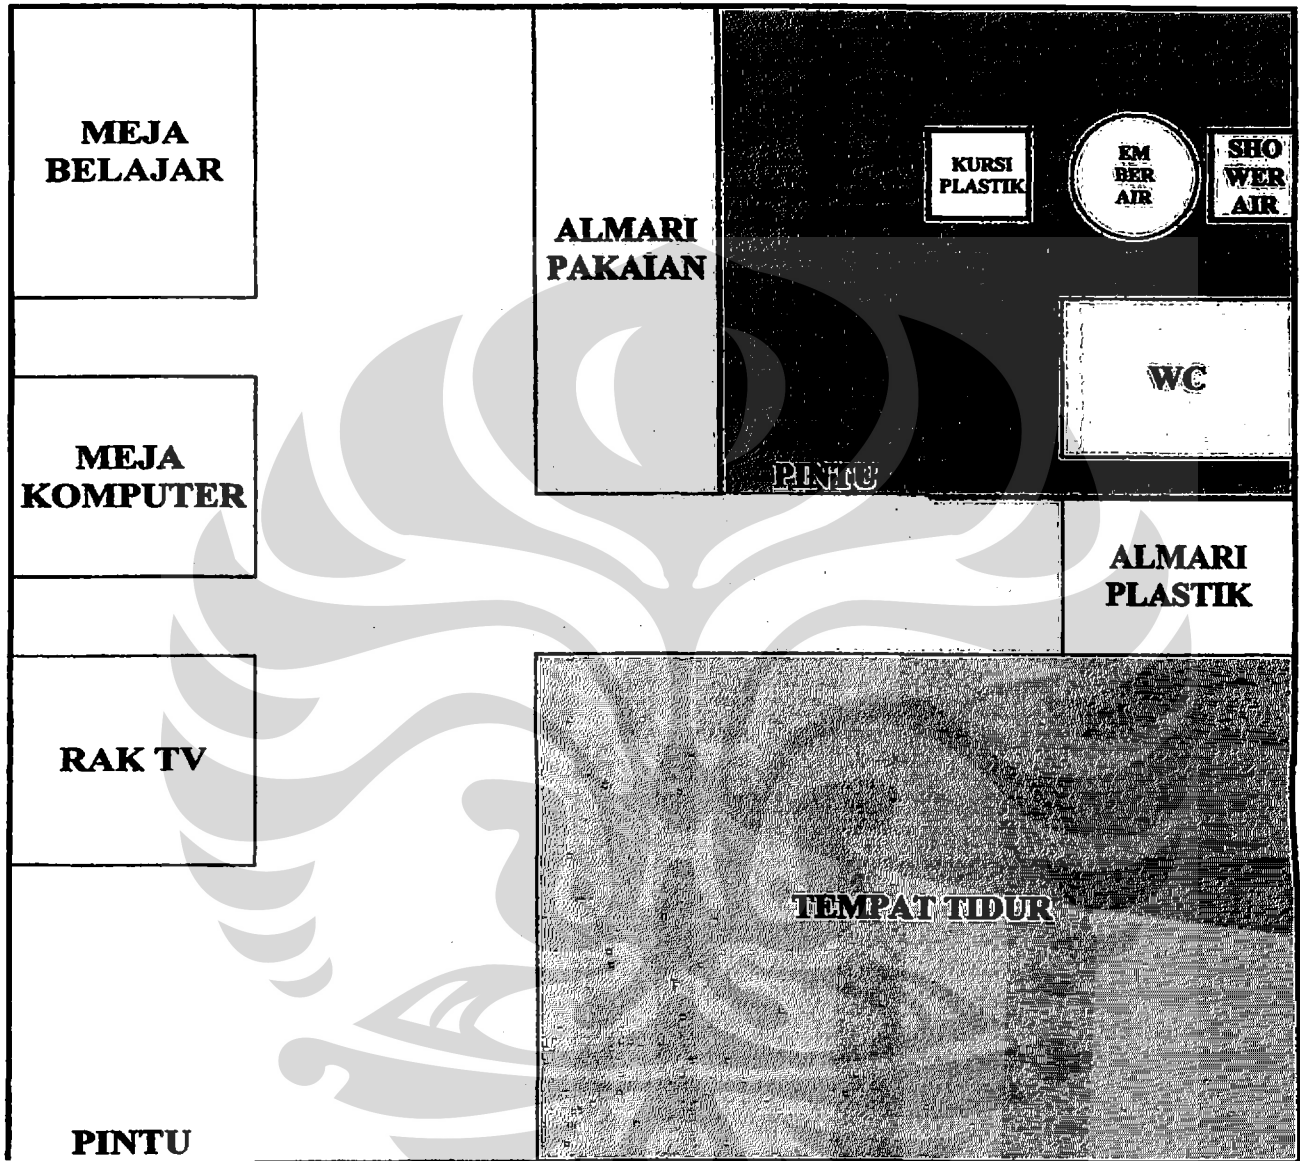 MEJA
BELAJAR
ALMARI
PAKAIAN
KURSI
PLASTIK
EM
BER
AIR
SHO
WER
AIR
WC
PINTU
MEJA
KOMPUTER
ALMARI
PLASTIK
RAK TV
TEMPAT TIDUR
PINTU